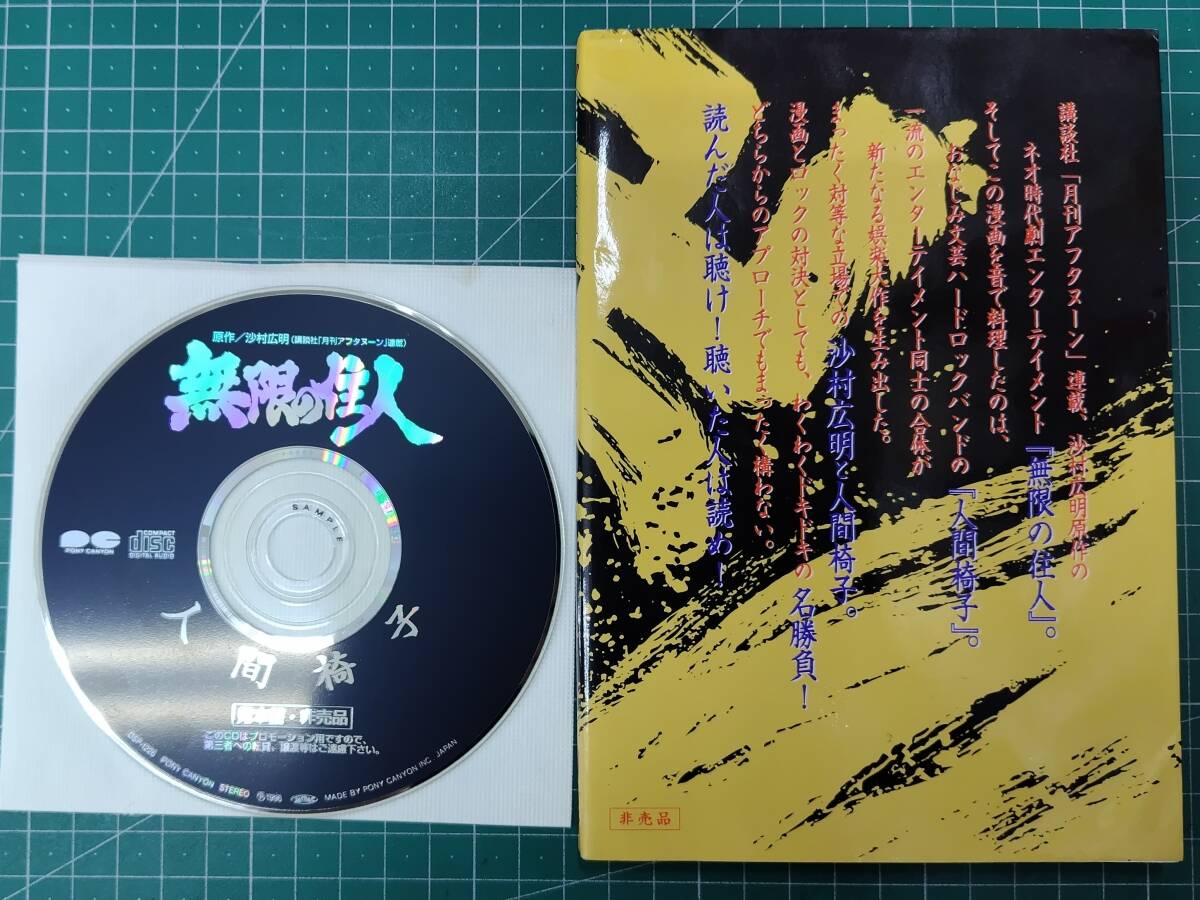 原作／沙村広明(講談社「月刊アフタヌーン」連載)
無限の住人
SAMPLE
PONY CANYON
COMPACT
disc
DIGITAL AUDIO
人間椅子
見本盤・非売品
このCDはプロモーション用ですので、
第三者への転貸、譲渡等はご遠慮下さい。
PONY CANYON STEREO Ⓟ1996 MADE BY PONY CANYON INC. JAPAN
講談社「月刊アフタヌーン」連載、沙村広明原作の
ネオ時代劇エンターテイメント『無限の住人』。
そしてこの漫画を音で料理したのは、
おなじみ文芸ハードロックバンドの『人間椅子』。
一流のエンターテイメント同士の合体が
新たなる娯楽大作を生み出した。
まったく対等な立場での沙村広明と人間椅子。
漫画とロックの対決としても、わくわくドキドキの名勝負！
どちらからのアプローチでもまったく構わない。
読んだ人は聴け！聴いた人は読め！
非売品